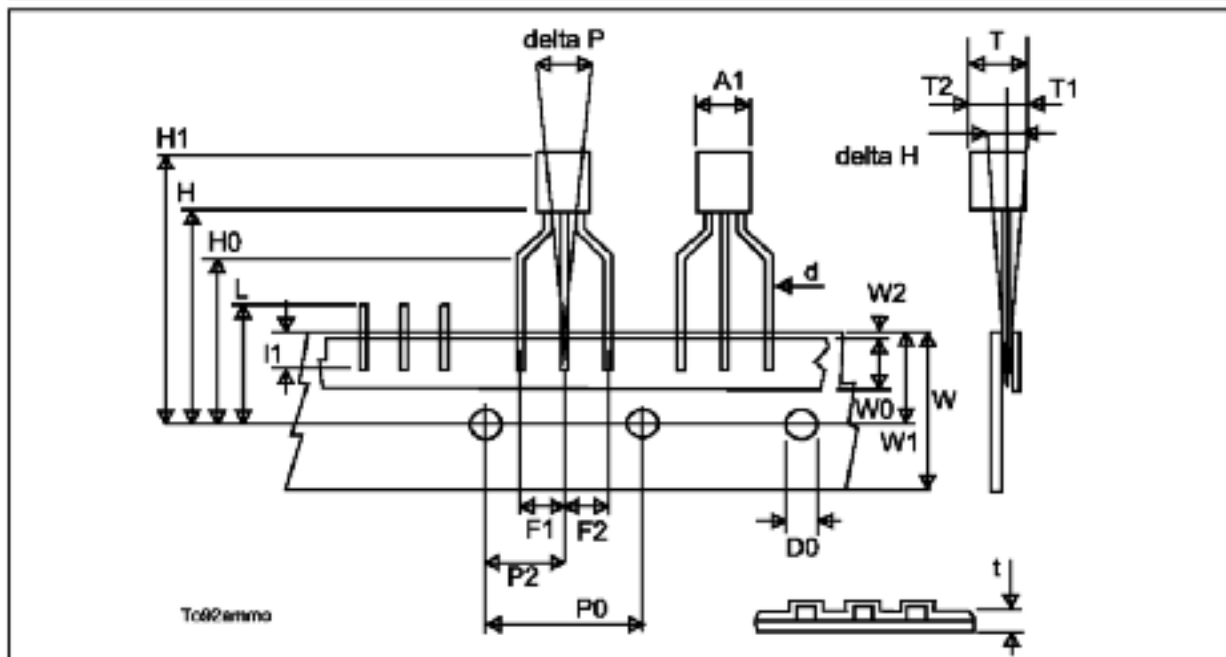 delta P
T
A1
T2
T1
H1
delta H
H
H0
d
L
W2
I1
W0
W
W1
F1
F2
D0
P2
t
P0
Tc92ammo